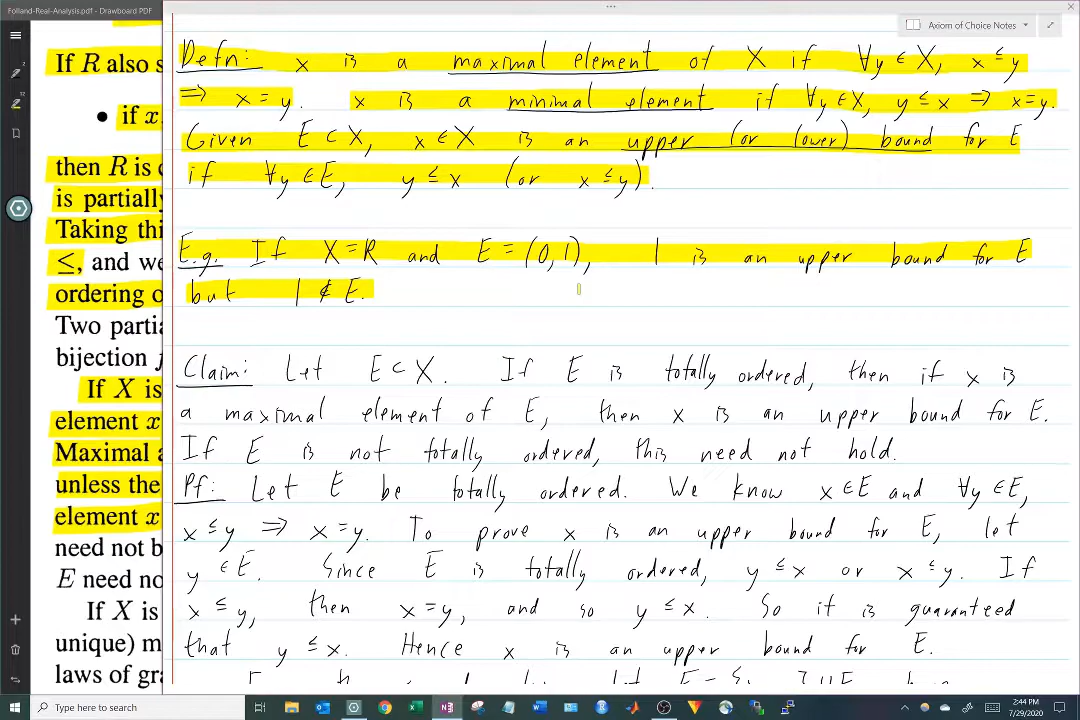 Folland-Real-Analysis.pdf - Drawboard PDF
Axiom of Choice Notes
If R also s
• if x
then R is
is partially
Taking thi
≤, and we
ordering o
Two partia
bijection
If X is
element x
Maximal a
unless the
element x
need not b
E need no
If X is
unique) m
laws of gra
Defn: x is a maximal element of X if ∀y ∈ X, x ≤ y
⟹ x = y. x is a minimal element if ∀y ∈ X, y ≤ x ⟹ x = y.
Given E ⊂ X, x ∈ X is an upper (or lower) bound for E
if ∀y ∈ E, y ≤ x (or x ≤ y).
E.g. If X = R and E = (0,1), 1 is an upper bound for E
but 1 ∉ E.
Claim: Let E ⊂ X. If E is totally ordered, then if x is
a maximal element of E, then x is an upper bound for E.
If E is not totally ordered, this need not hold.
Pf: Let E be totally ordered. We know x ∈ E and ∀y ∈ E,
x ≤ y ⟹ x = y. To prove x is an upper bound for E, let
y ∈ E. Since E is totally ordered, y ≤ x or x ≤ y. If
x ≤ y, then x = y, and so y ≤ x. So it is guaranteed
that y ≤ x. Hence x is an upper bound for E.
Type here to search
2:44 PM
7/29/2020